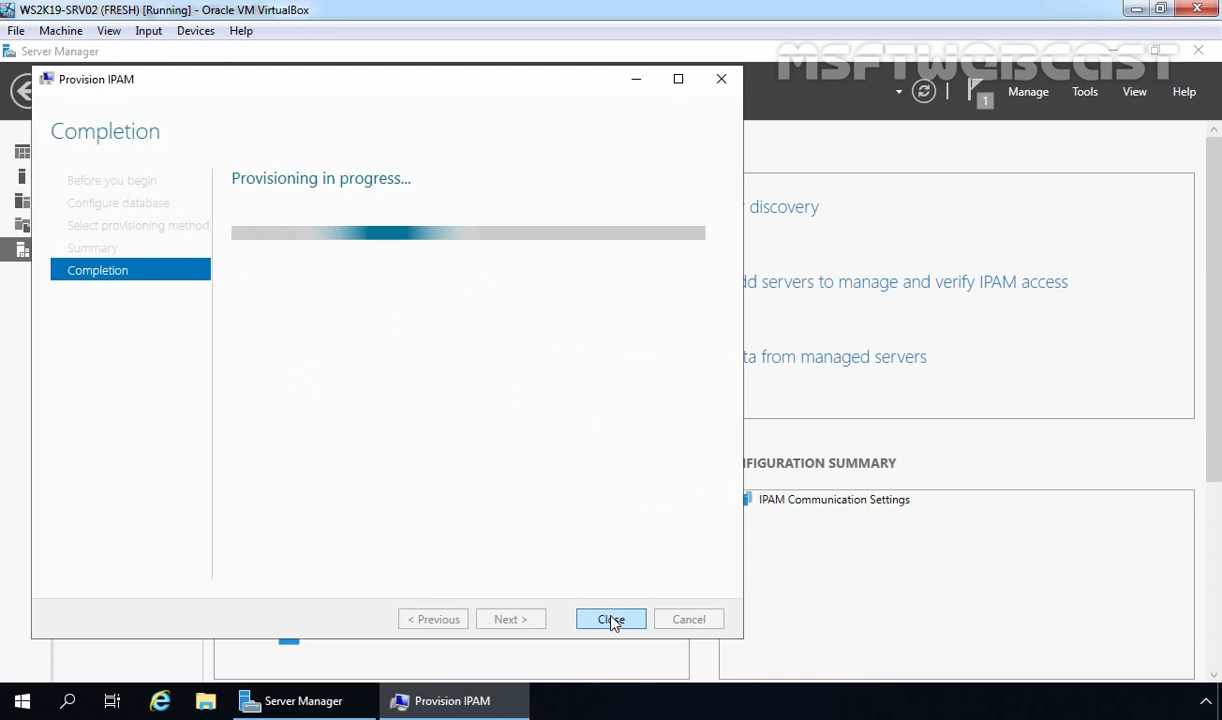 WS2K19-SRV02 (FRESH) [Running] - Oracle VM VirtualBox
File Machine View Input Devices Help
Server Manager
MSFTWEBCAST
Provision IPAM
1 Manage Tools View Help
Completion
Before you begin
Configure database
Select provisioning method
Summary
Completion
Provisioning in progress...
discovery
dd servers to manage and verify IPAM access
ta from managed servers
FIGURATION SUMMARY
IPAM Communication Settings
< Previous Next > Close Cancel
Server Manager Provision IPAM